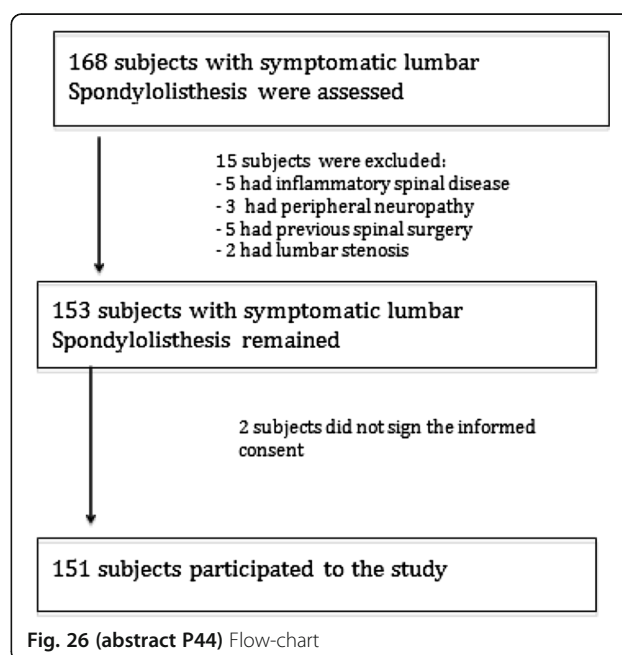 168 subjects with symptomatic lumbar
Spondylolisthesis were assessed
15 subjects were excluded:
- 5 had inflammatory spinal disease
- 3 had peripheral neuropathy
- 5 had previous spinal surgery
- 2 had lumbar stenosis
153 subjects with symptomatic lumbar
Spondylolisthesis remained
2 subjects did not sign the informed
consent
151 subjects participated to the study
Fig. 26 (abstract P44) Flow-chart